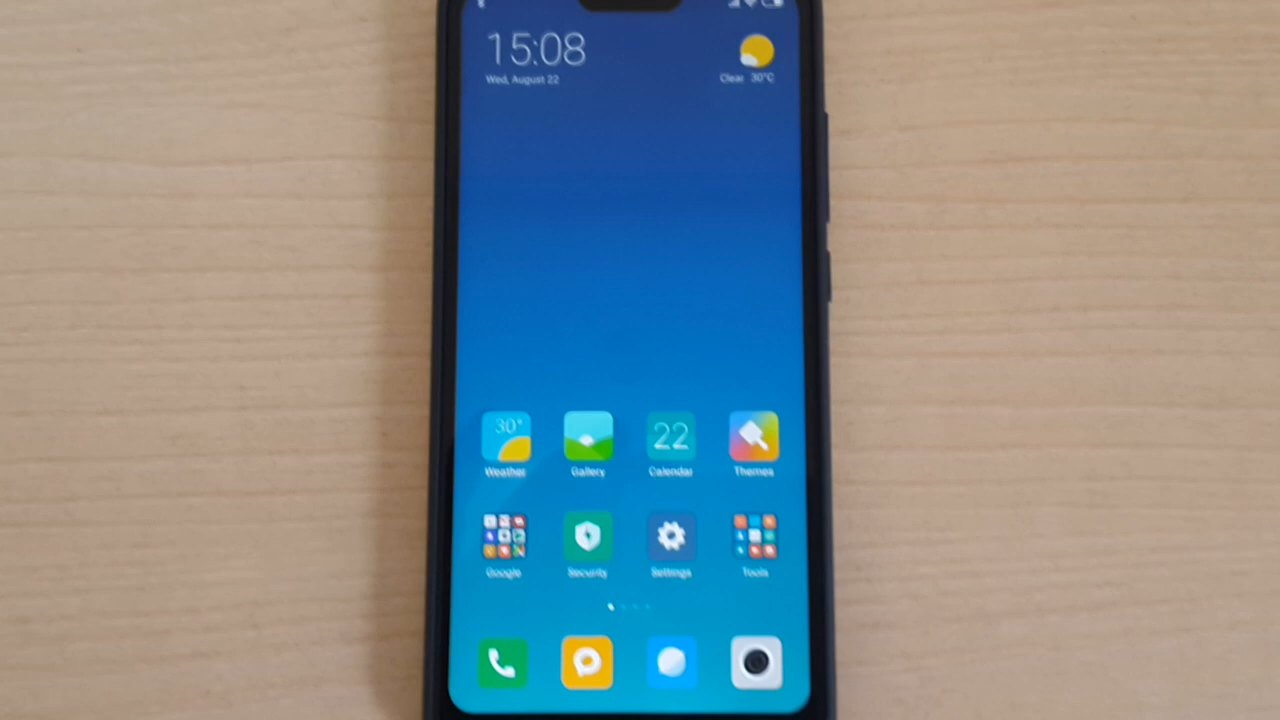 15:08
Wed, August 22
Clear 30°C
30°
22
Weather Gallery Calendar Themes
Google Security Settings Tools